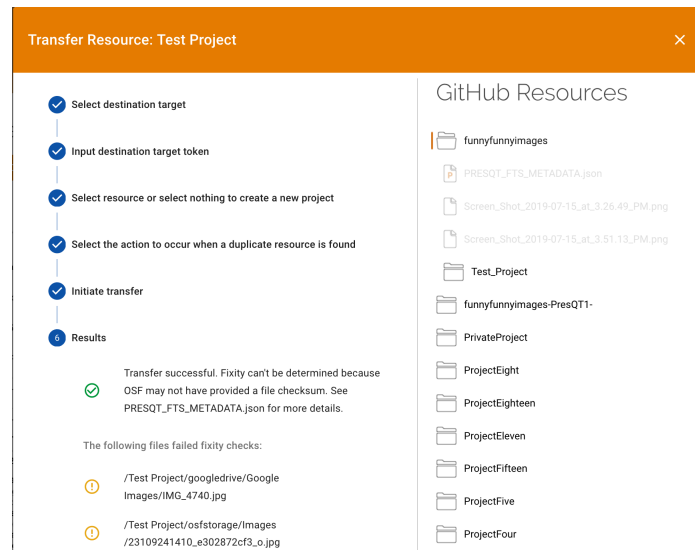 Transfer Resource: Test Project
Select destination target
Input destination target token
Select resource or select nothing to create a new project
Select the action to occur when a duplicate resource is found
Initiate transfer
6 Results
Transfer successful. Fixity can't be determined because
OSF may not have provided a file checksum. See
PRESQT_FTS_METADATA.json for more details.
The following files failed fixity checks:
/Test Project/googledrive/Google
Images/IMG_4740.jpg
/Test Project/osfstorage/Images
/23109241410_e302872cf3_o.jpg
GitHub Resources
funnyfunnyimages
P PRESQT_FTS_METADATA.json
Screen_Shot_2019-07-15_at_3.26.49_PM.png
Screen_Shot_2019-07-15_at_3.51.13_PM.png
Test_Project
funnyfunnyimages-PresQT1-
PrivateProject
ProjectEight
ProjectEighteen
ProjectEleven
ProjectFifteen
ProjectFive
ProjectFour